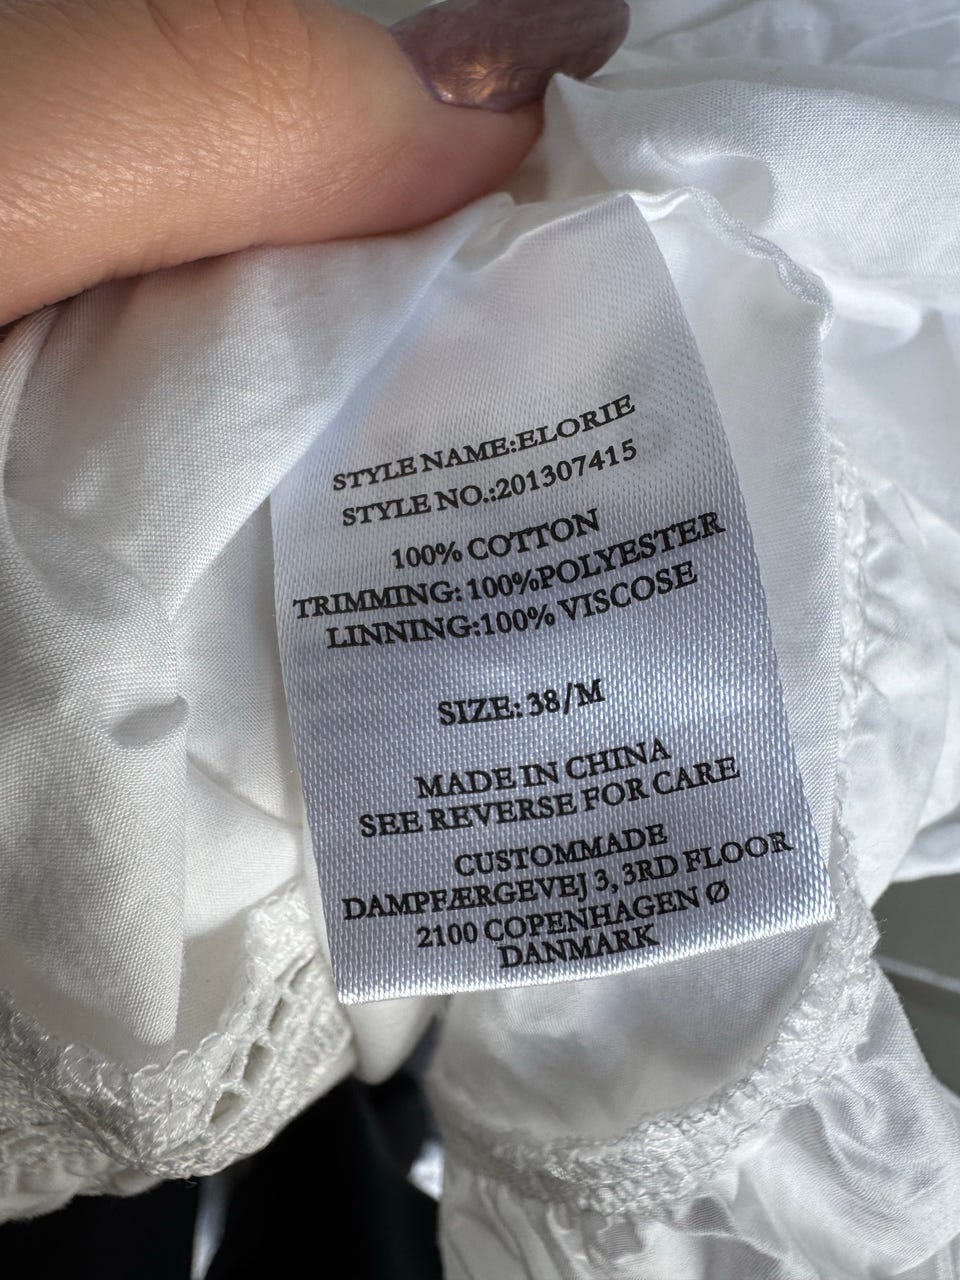 STYLE NAME:ELORIE
STYLE NO.:201307415
100% COTTON
TRIMMING: 100%POLYESTER
LINNING:100% VISCOSE
SIZE: 38/M
MADE IN CHINA
SEE REVERSE FOR CARE
CUSTOMMADE
DAMPFÆRGEVEJ 3, 3RD FLOOR
2100 COPENHAGEN Ø
DANMARK